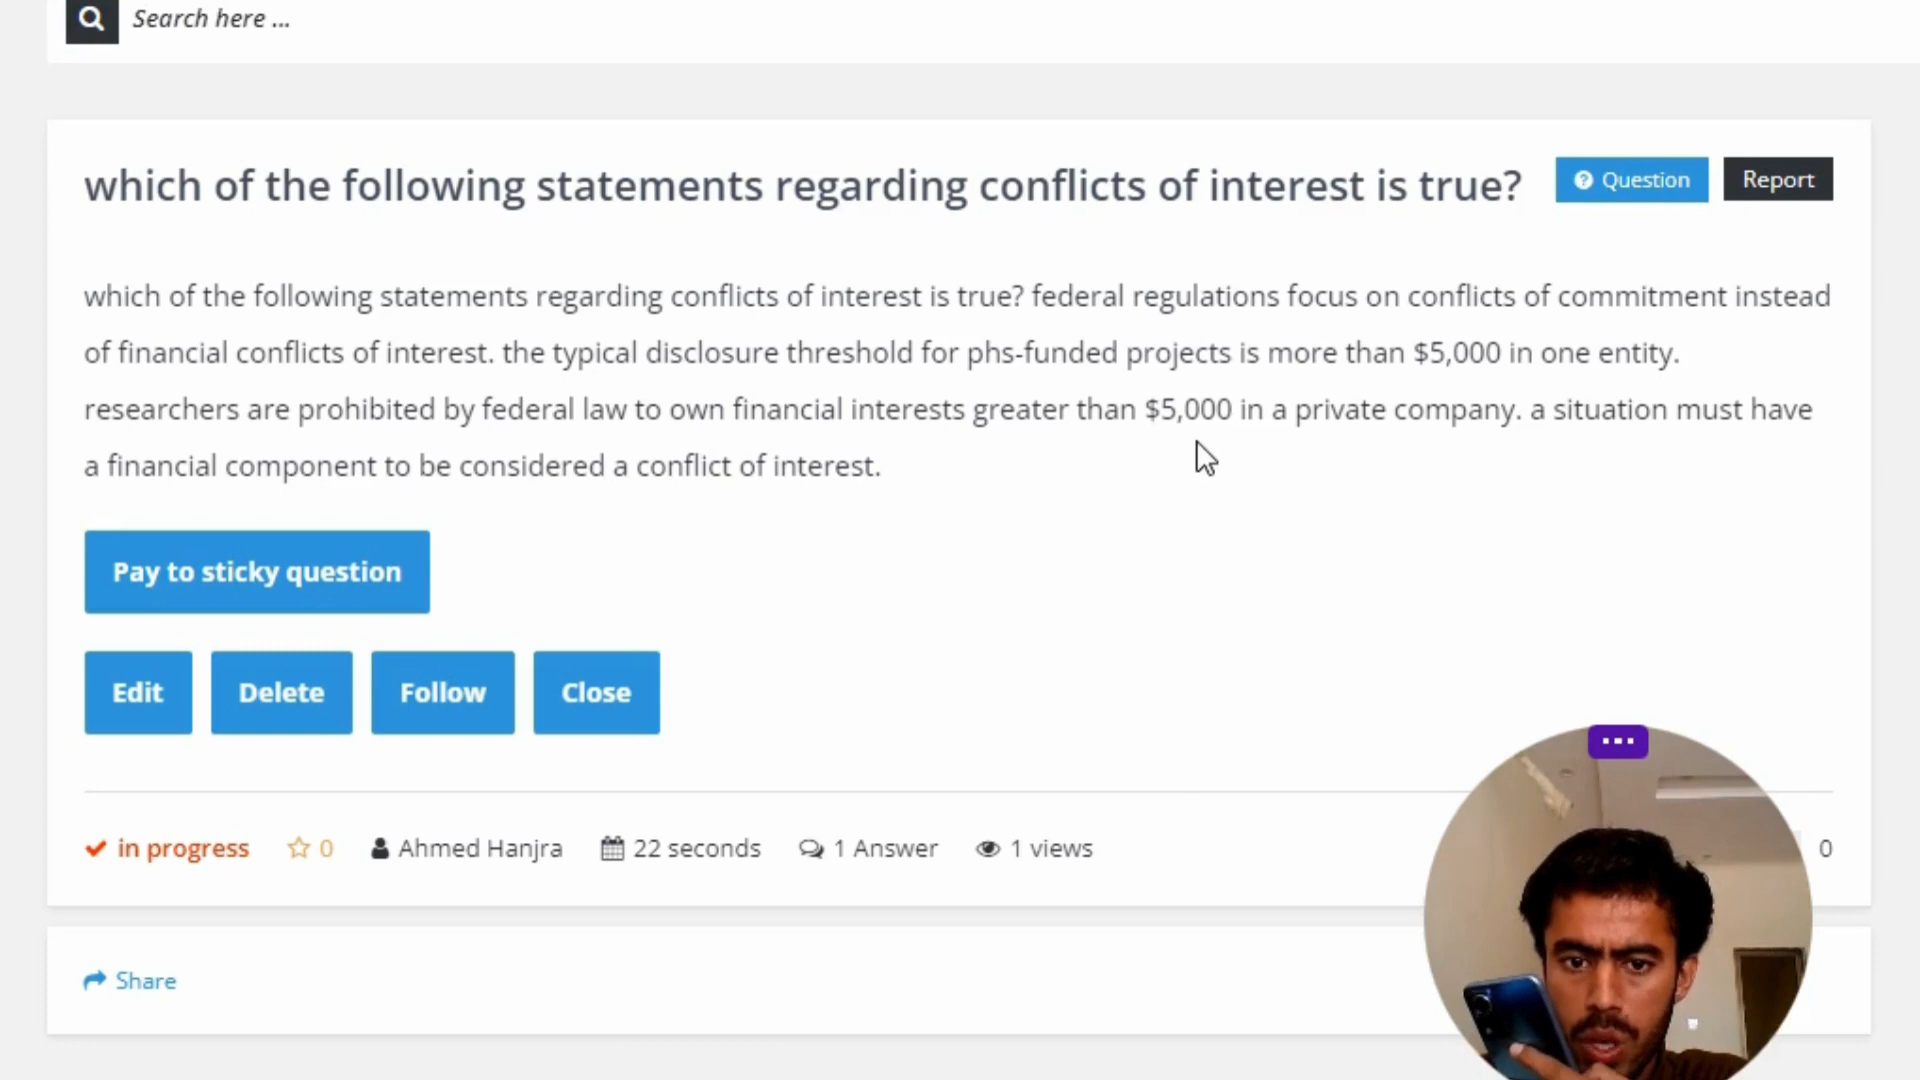 Search here ...
which of the following statements regarding conflicts of interest is true?
Question
Report
which of the following statements regarding conflicts of interest is true? federal regulations focus on conflicts of commitment instead
of financial conflicts of interest. the typical disclosure threshold for phs-funded projects is more than $5,000 in one entity.
researchers are prohibited by federal law to own financial interests greater than $5,000 in a private company. a situation must have
a financial component to be considered a conflict of interest.
Pay to sticky question
Edit
Delete
Follow
Close
in progress
0
Ahmed Hanjra
22 seconds
1 Answer
1 views
0
Share